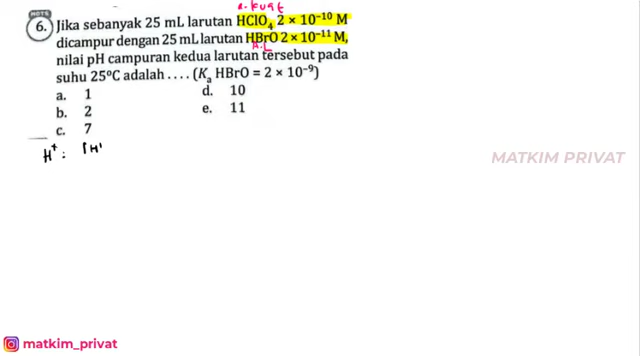 a. kuat
HOTS
6. Jika sebanyak 25 mL larutan HClO₄ 2 × 10⁻¹⁰ M
dicampur dengan 25 mL larutan HBrO 2 × 10⁻¹¹ M,
A. L
nilai pH campuran kedua larutan tersebut pada
suhu 25°C adalah . . . . (Kₐ HBrO = 2 × 10⁻⁹)
a. 1 d. 10
b. 2 e. 11
c. 7
H⁺ : [H⁺
MATKIM PRIVAT
matkim_privat